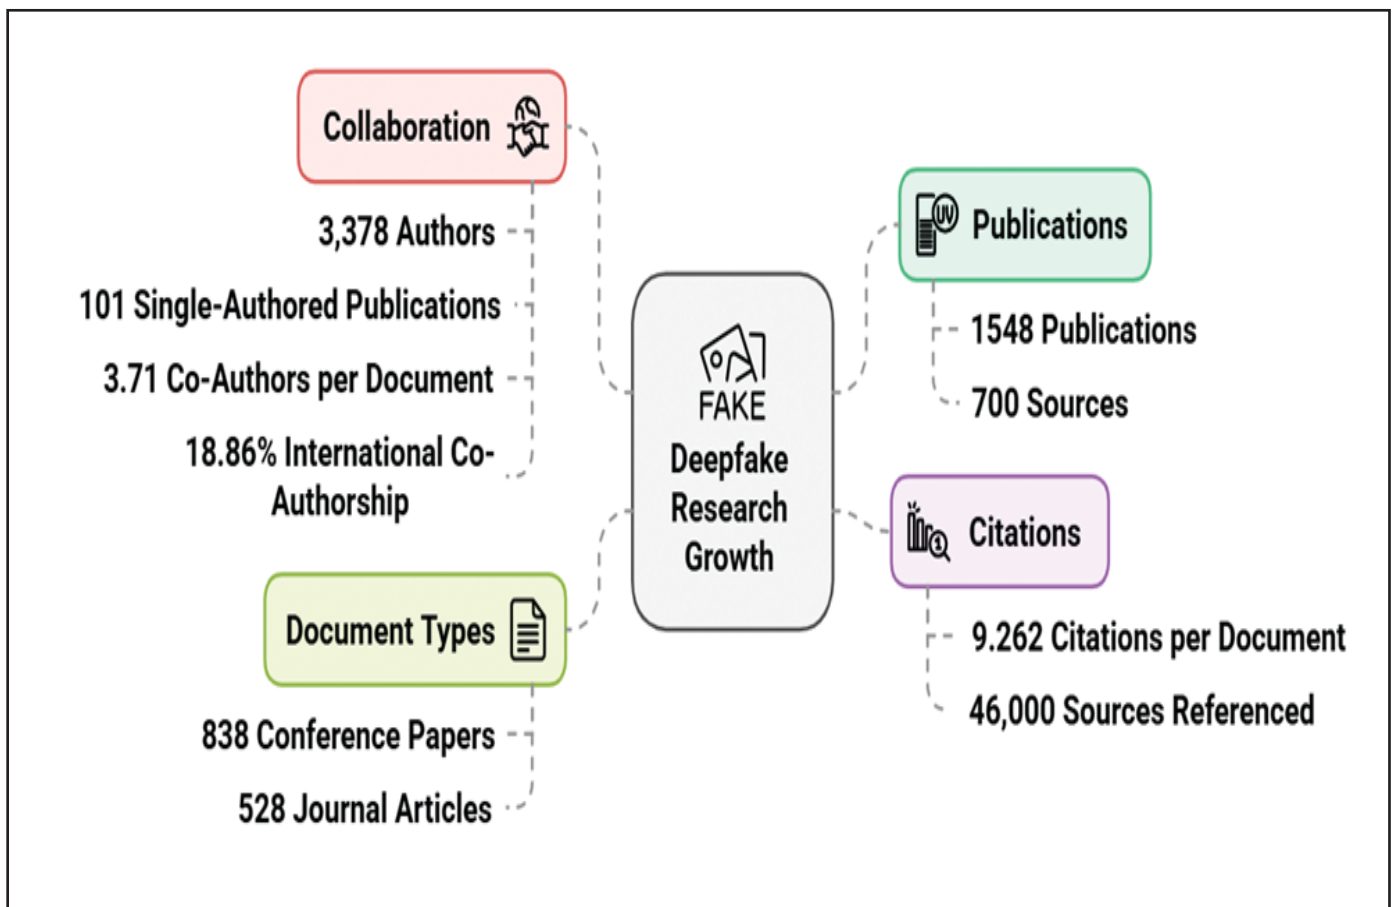 Collaboration
3,378 Authors
101 Single-Authored Publications
3.71 Co-Authors per Document
18.86% International Co-
Authorship
Document Types
838 Conference Papers
528 Journal Articles
FAKE
Deepfake
Research
Growth
UV
Publications
1548 Publications
700 Sources
1
Citations
9.262 Citations per Document
46,000 Sources Referenced